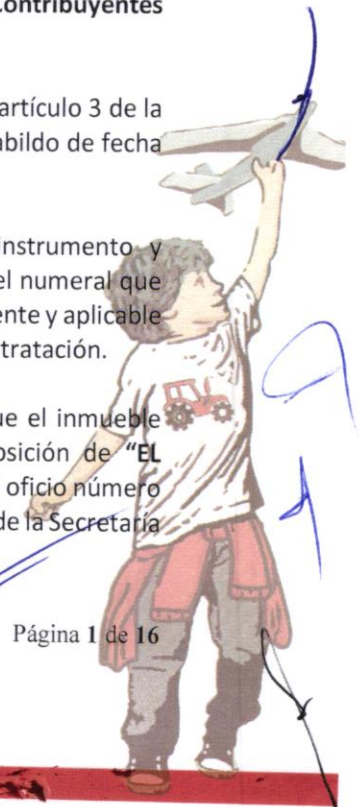 Contribuyentes
artículo 3 de la
abildo de fecha
instrumento y
el numeral que
ente y aplicable
tratación.
ue el inmueble
osición de "EL
oficio número
de la Secretaría
Página 1 de 16